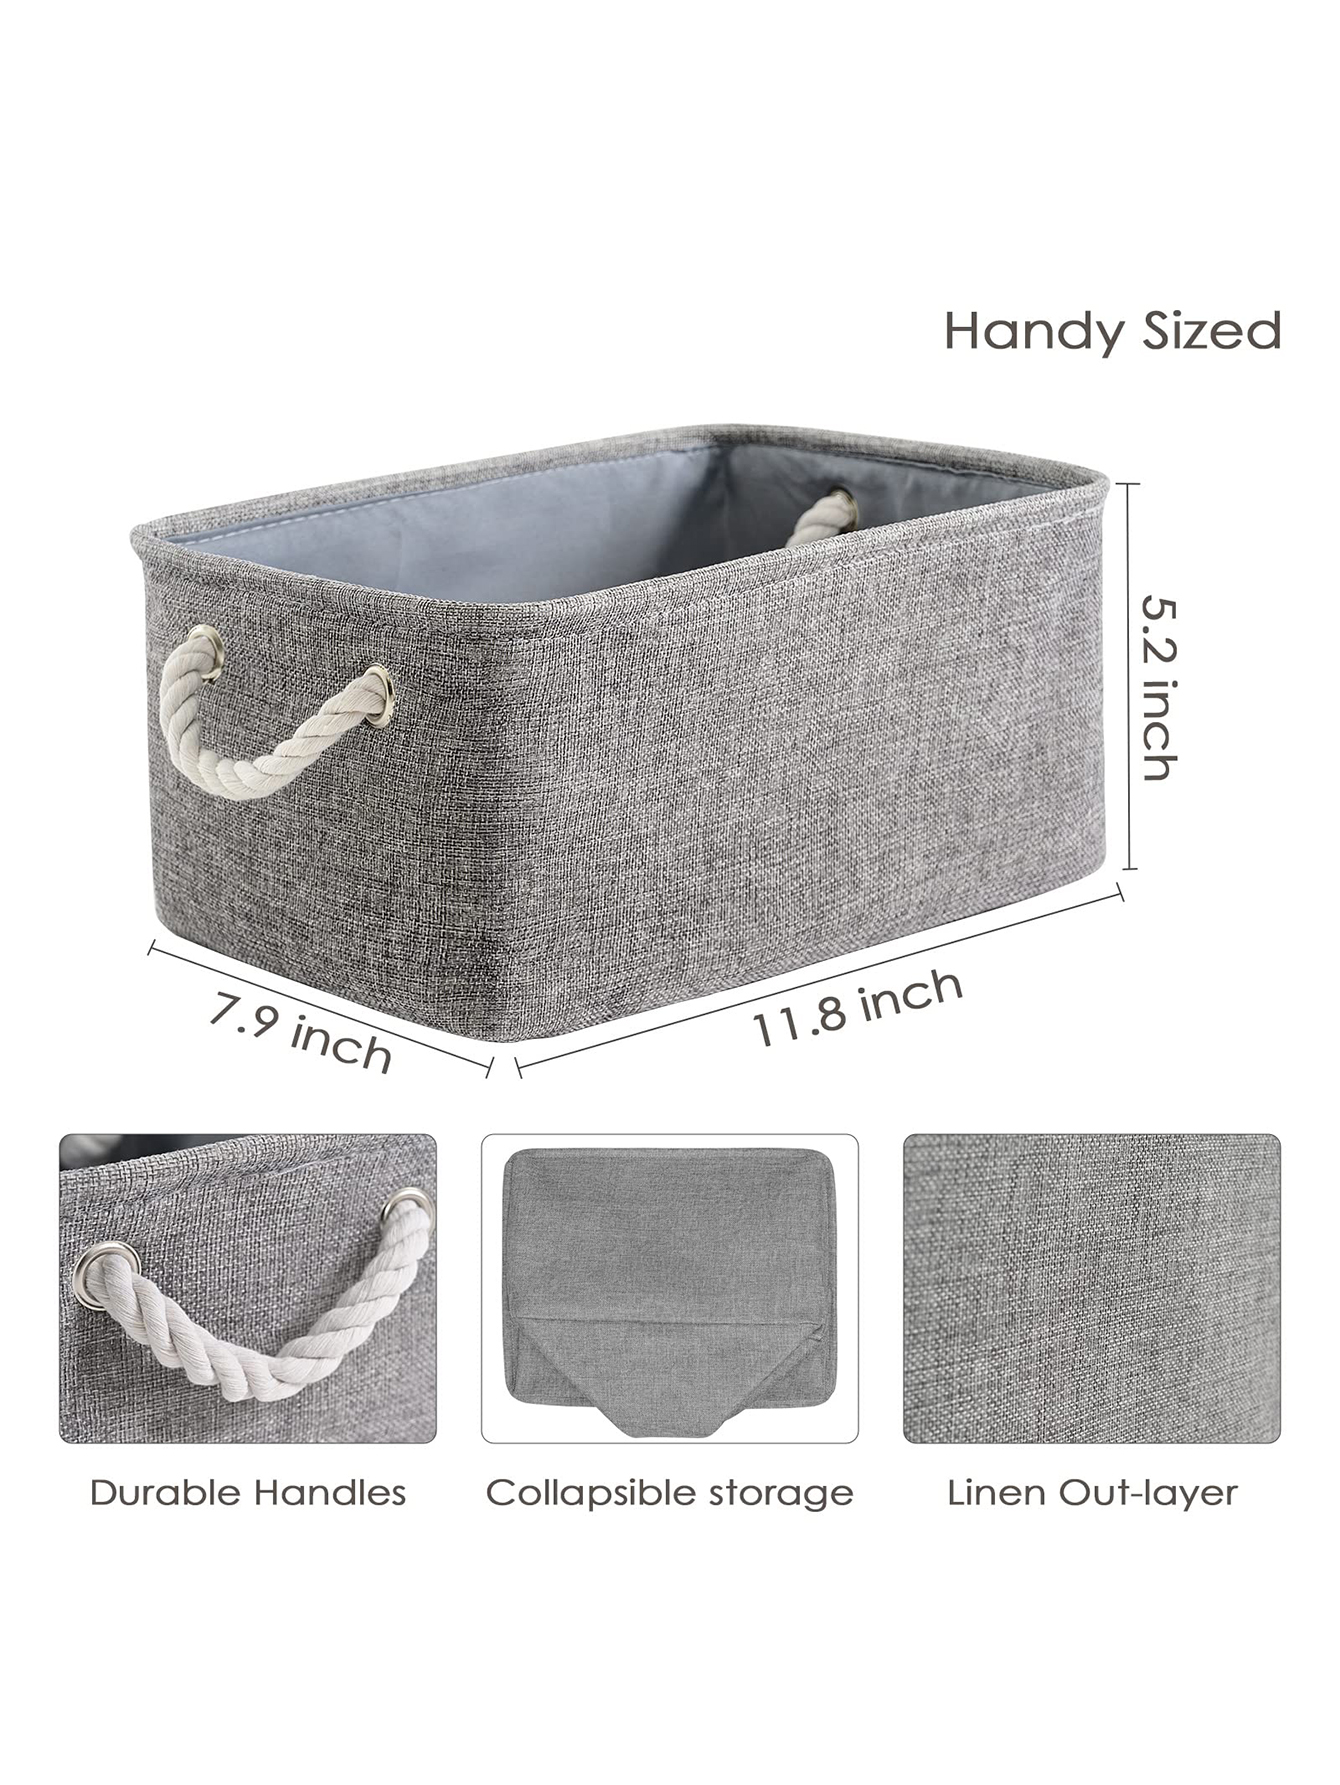 Handy Sized
5.2 inch
7.9 inch
11.8 inch
Durable Handles
Collapsible storage
Linen Out-layer